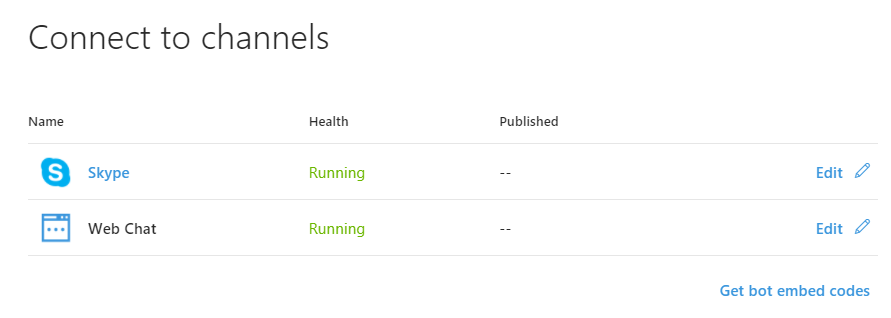 Connect to channels
Name Health Published
Skype Running -- Edit
Web Chat Running -- Edit
Get bot embed codes